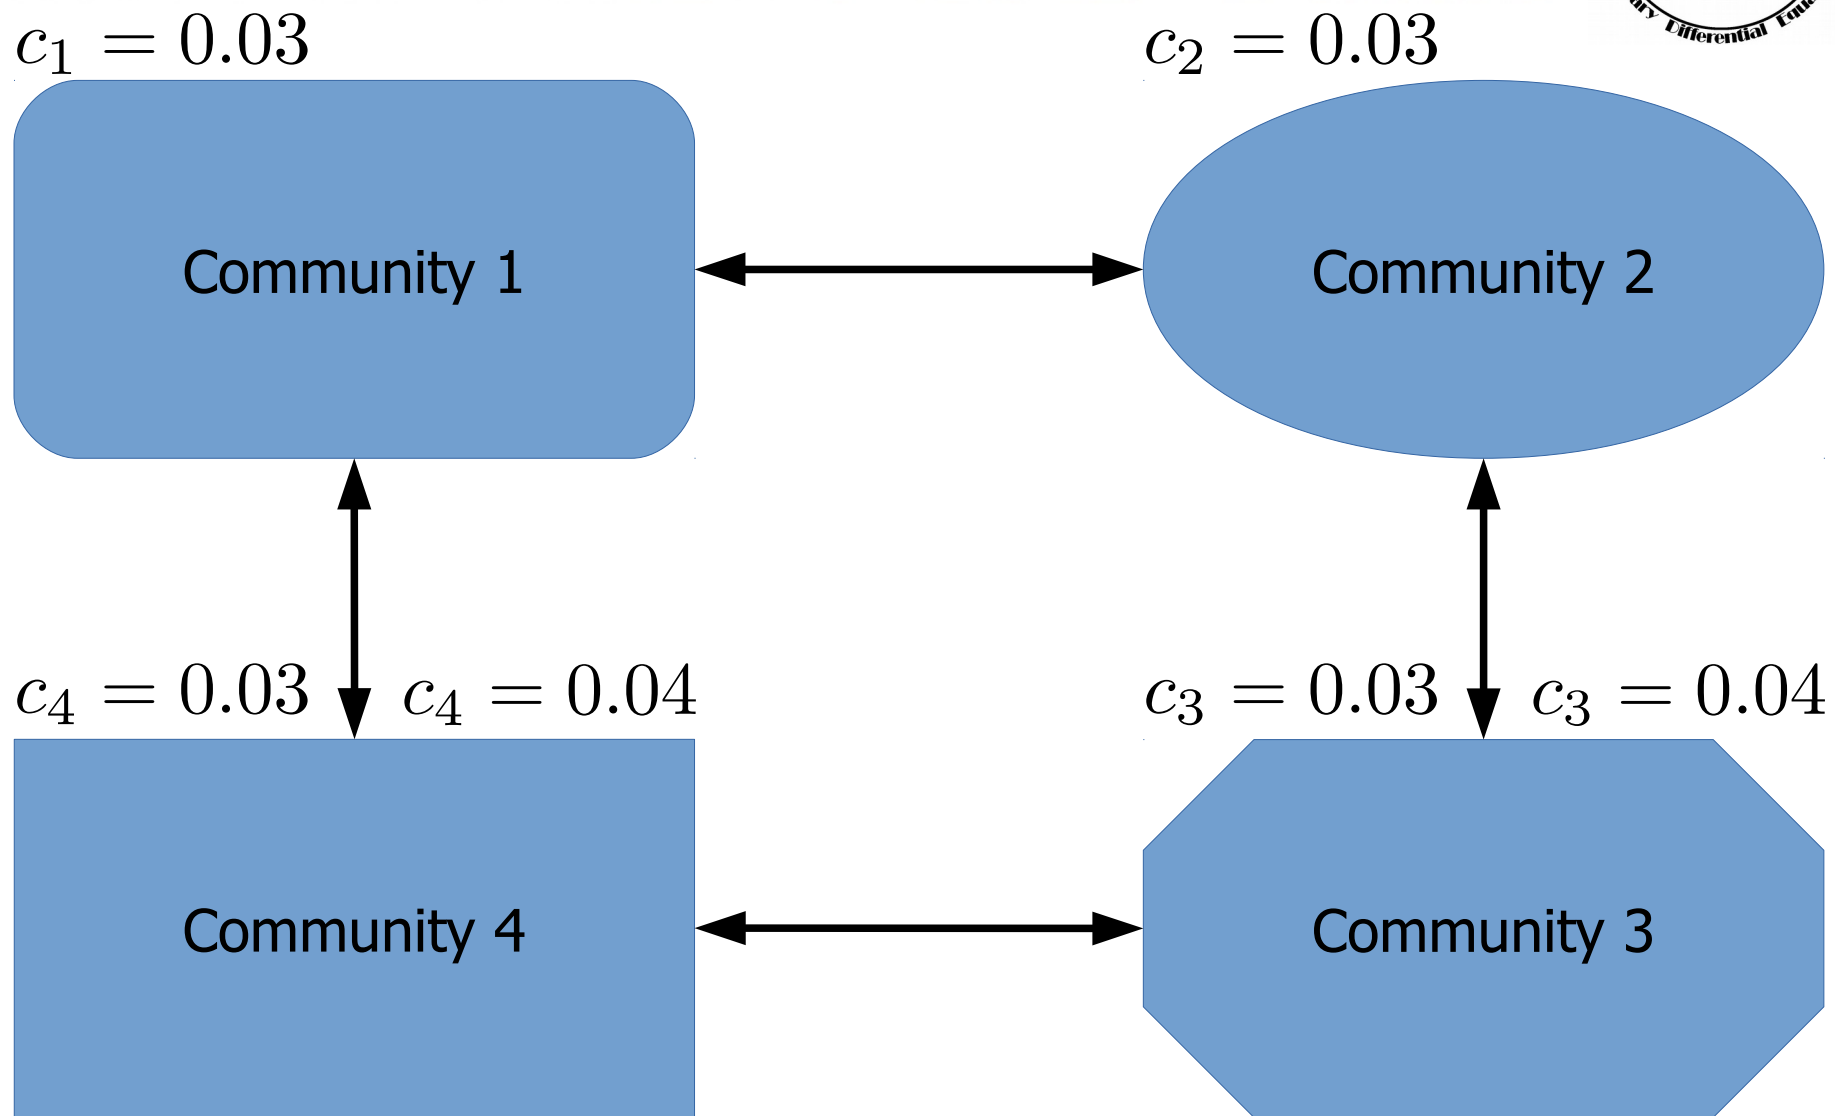 Differential
c₁ = 0.03
c₂ = 0.03
Community 1
Community 2
c₄ = 0.03
c₄ = 0.04
c₃ = 0.03
c₃ = 0.04
Community 4
Community 3